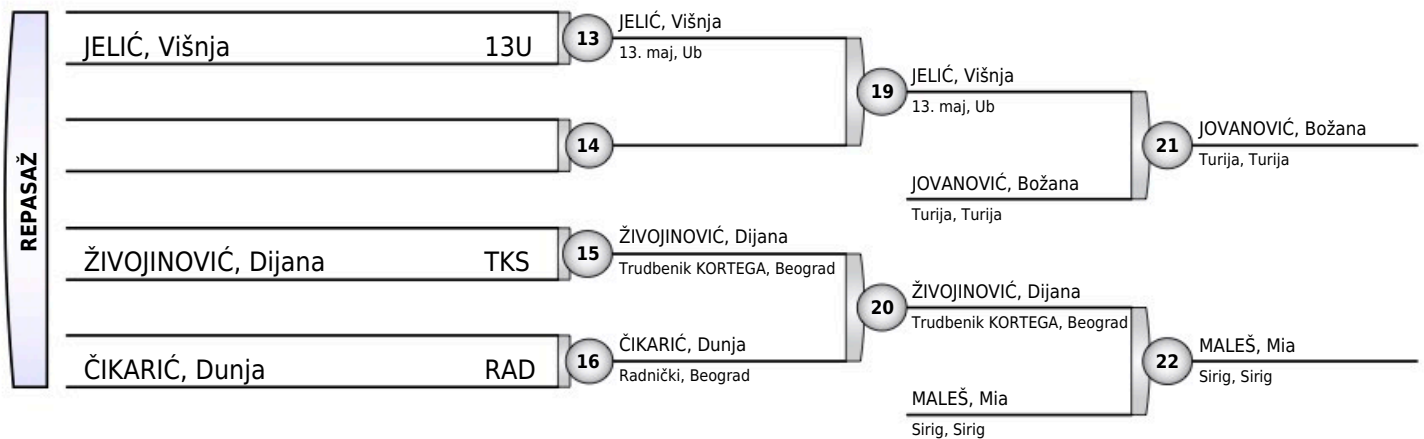 REPASAŽ
JELIĆ, Višnja 13U
13
JELIĆ, Višnja
13. maj, Ub
14
19
JELIĆ, Višnja
13. maj, Ub
JOVANOVIĆ, Božana
Turija, Turija
21
JOVANOVIĆ, Božana
Turija, Turija
ŽIVOJINOVIĆ, Dijana TKS
15
ŽIVOJINOVIĆ, Dijana
Trudbenik KORTEGA, Beograd
ČIKARIĆ, Dunja RAD
16
ČIKARIĆ, Dunja
Radnički, Beograd
20
ŽIVOJINOVIĆ, Dijana
Trudbenik KORTEGA, Beograd
MALEŠ, Mia
Sirig, Sirig
22
MALEŠ, Mia
Sirig, Sirig